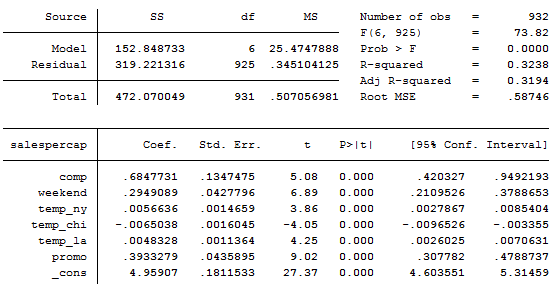 Source SS df MS Number of obs = 932
F(6, 925) = 73.82
Model 152.848733 6 25.4747888 Prob > F = 0.0000
Residual 319.221316 925 .345104125 R-squared = 0.3238
Adj R-squared = 0.3194
Total 472.070049 931 .507056981 Root MSE = .58746
salespercap Coef. Std. Err. t P>|t| [95% Conf. Interval]
comp .6847731 .1347475 5.08 0.000 .420327 .9492193
weekend .2949089 .0427796 6.89 0.000 .2109526 .3788653
temp_ny .0056636 .0014659 3.86 0.000 .0027867 .0085404
temp_chi -.0065038 .0016045 -4.05 0.000 -.0096526 -.003355
temp_la .0048328 .0011364 4.25 0.000 .0026025 .0070631
promo .3933279 .0435895 9.02 0.000 .307782 .4788737
_cons 4.95907 .1811533 27.37 0.000 4.603551 5.31459